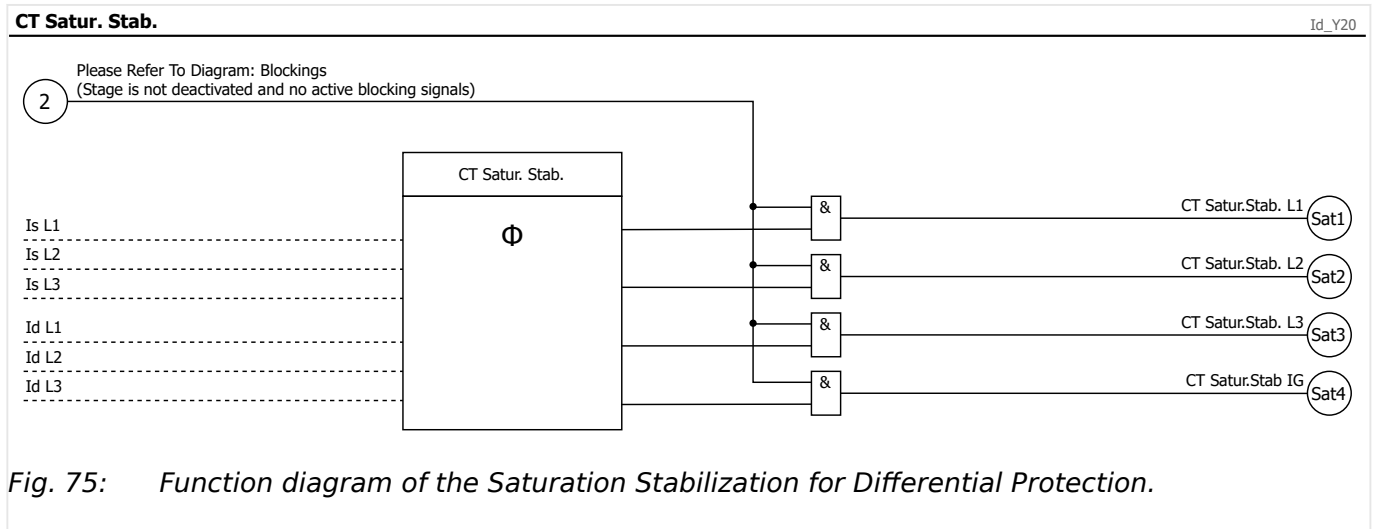 CT Satur. Stab.
Id_Y20
Please Refer To Diagram: Blockings
(Stage is not deactivated and no active blocking signals)
2
CT Satur. Stab.
Φ
Is L1
Is L2
Is L3
Id L1
Id L2
Id L3
&
CT Satur.Stab. L1
Sat1
&
CT Satur.Stab. L2
Sat2
&
CT Satur.Stab. L3
Sat3
&
CT Satur.Stab IG
Sat4
Fig. 75: Function diagram of the Saturation Stabilization for Differential Protection.